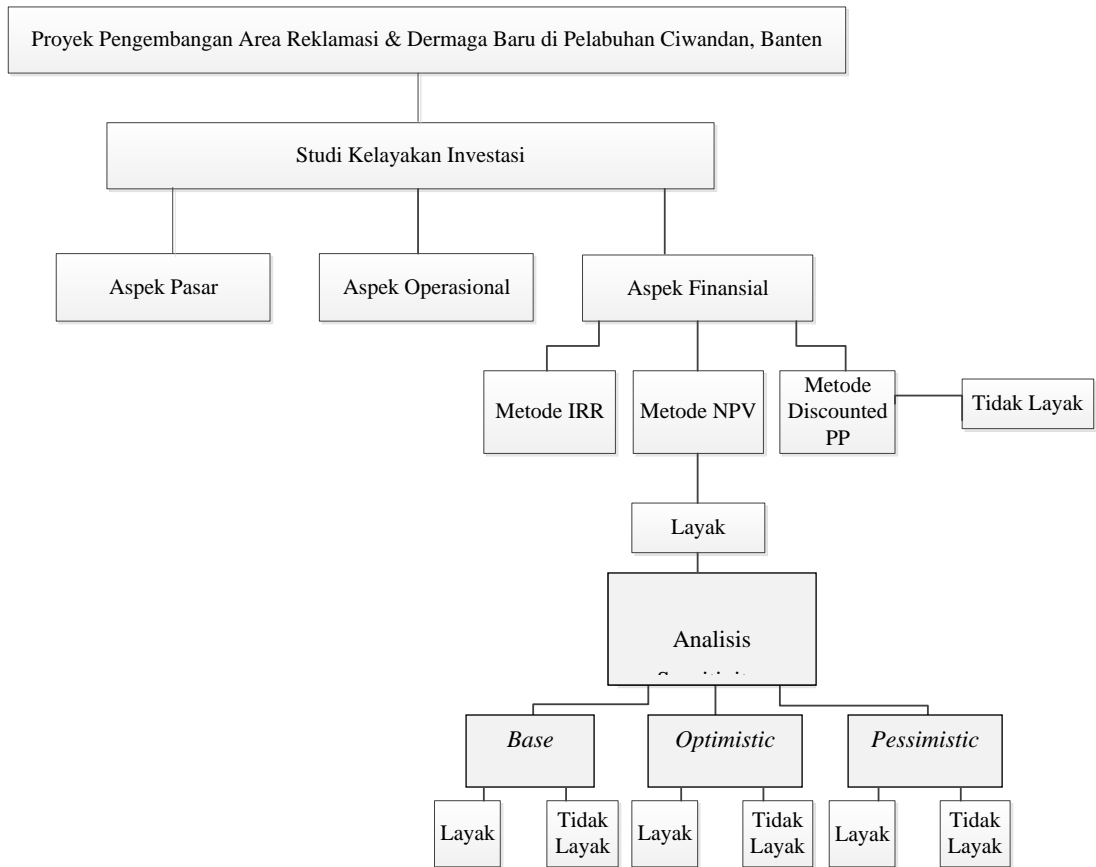 Proyek Pengembangan Area Reklamasi & Dermaga Baru di Pelabuhan Ciwandan, Banten
Studi Kelayakan Investasi
Aspek Pasar
Aspek Operasional
Aspek Finansial
Metode IRR
Metode NPV
Metode
Discounted
PP
Tidak Layak
Layak
Analisis
Base
Optimistic
Pessimistic
Layak
Tidak
Layak
Layak
Tidak
Layak
Layak
Tidak
Layak